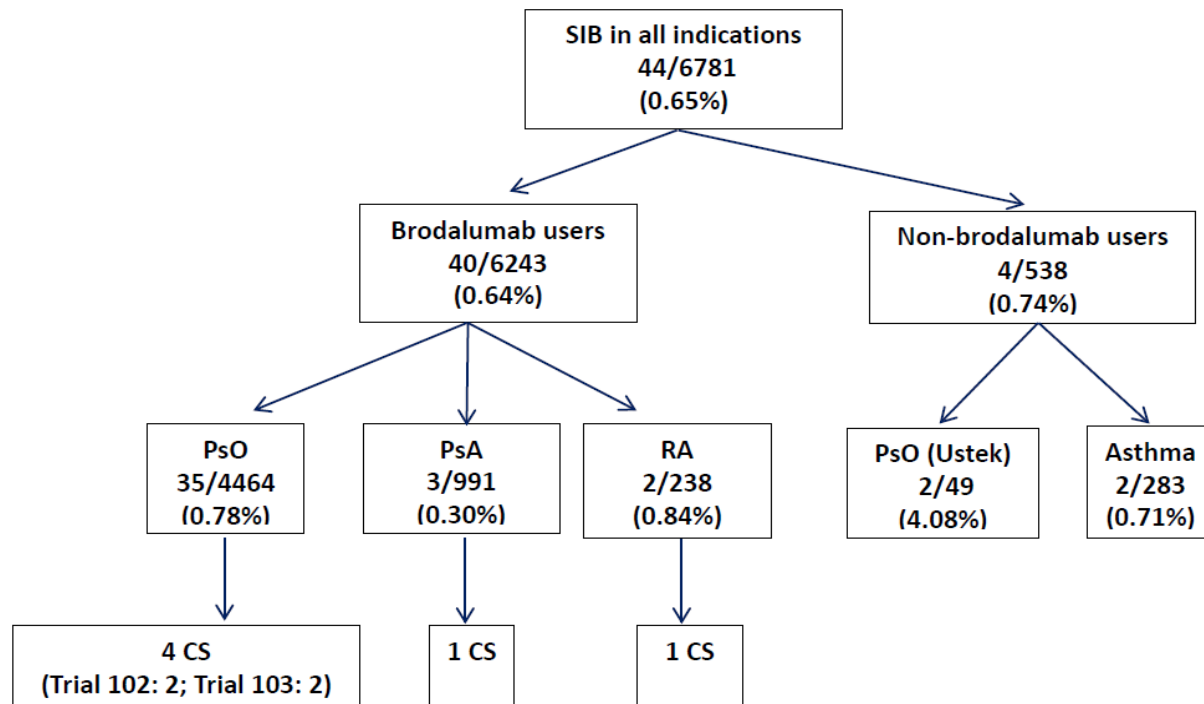 SIB in all indications
44/6781
(0.65%)
Brodalumab users
40/6243
(0.64%)
Non-brodalumab users
4/538
(0.74%)
PsO
35/4464
(0.78%)
PsA
3/991
(0.30%)
RA
2/238
(0.84%)
PsO (Ustek)
2/49
(4.08%)
Asthma
2/283
(0.71%)
4 CS
(Trial 102: 2; Trial 103: 2)
1 CS
1 CS